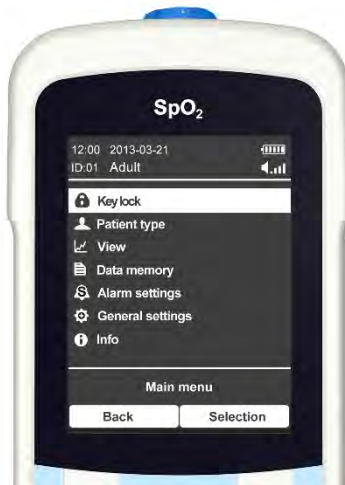 SpO₂
12:00 2013-03-21
ID:01 Adult
Key lock
Patient type
View
Data memory
Alarm settings
General settings
Info
Main menu
Back Selection